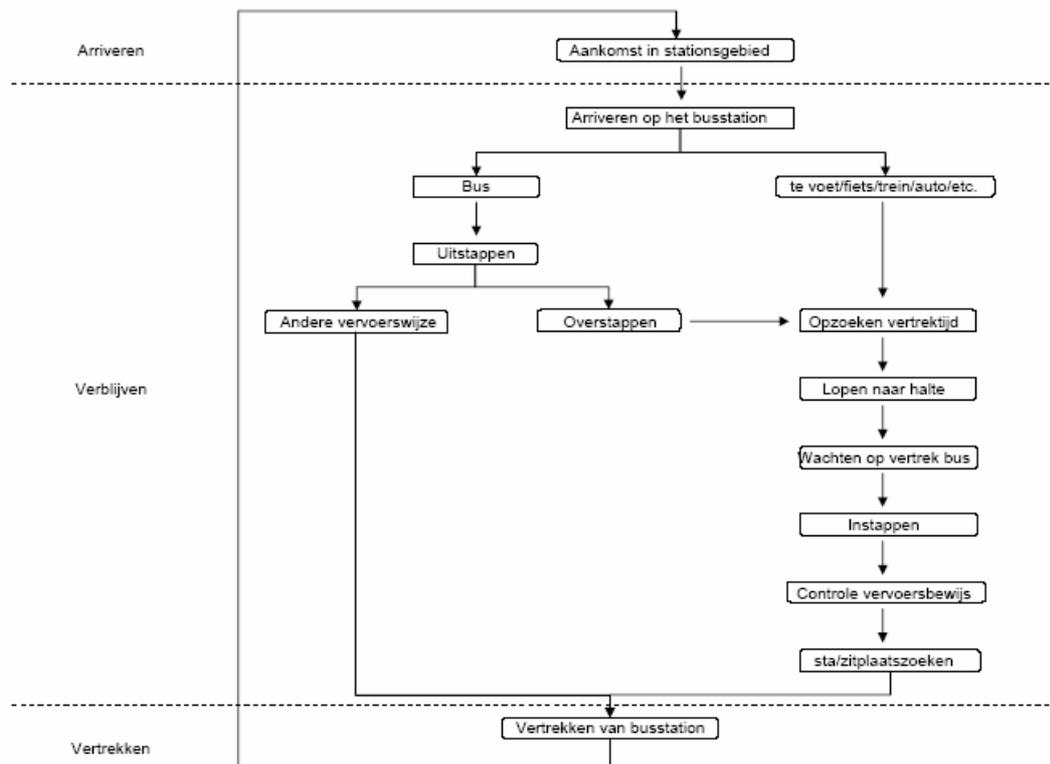 Arriveren
Aankomst in stationsgebied
Arriveren op het busstation
Bus
te voet/fiets/trein/auto/etc.
Uitstappen
Andere vervoerswijze
Overstappen
Opzoeken vertrektijd
Verblijven
Lopen naar halte
Wachten op vertrek bus
Instappen
Controle vervoersbewijs
sta/zitplaatszoeken
Vertrekken
Vertrekken van busstation